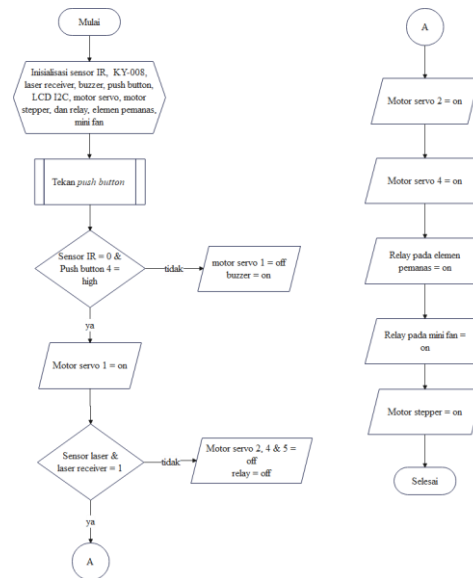 Mulai
Inisialisasi sensor IR, KY-008,
laser receiver, buzzer, push button,
LCD I2C, motor servo, motor
stepper, dan relay, elemen pemanas,
mini fan
Tekan push button
Sensor IR = 0 &
Push button 4 =
high
tidak
motor servo 1 = off
buzzer = on
ya
Motor servo 1 = on
Sensor laser &
laser receiver = 1
tidak
Motor servo 2, 4 & 5 =
off
relay = off
ya
A
A
Motor servo 2 = on
Motor servo 4 = on
Relay pada elemen
pemanas = on
Relay pada mini fan =
on
Motor stepper = on
Selesai